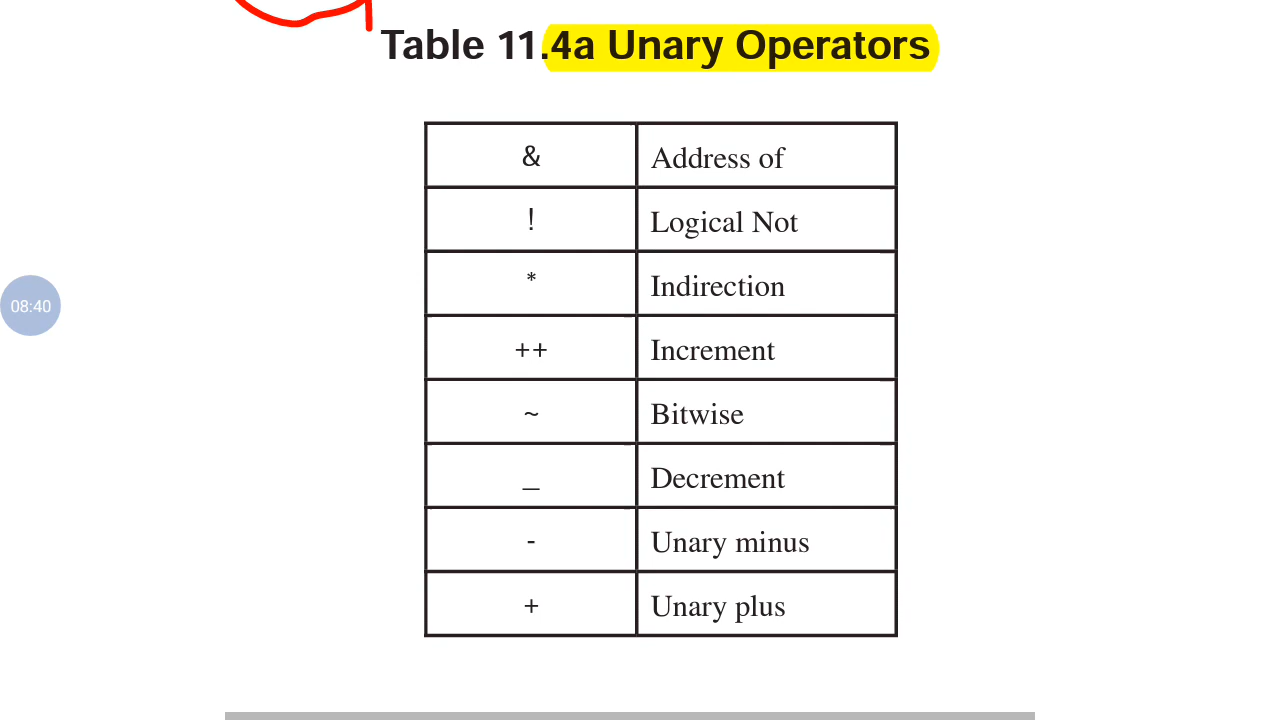 Table 11.4a Unary Operators
& Address of
! Logical Not
* Indirection
++ Increment
~ Bitwise
08:40
_ Decrement
- Unary minus
+ Unary plus